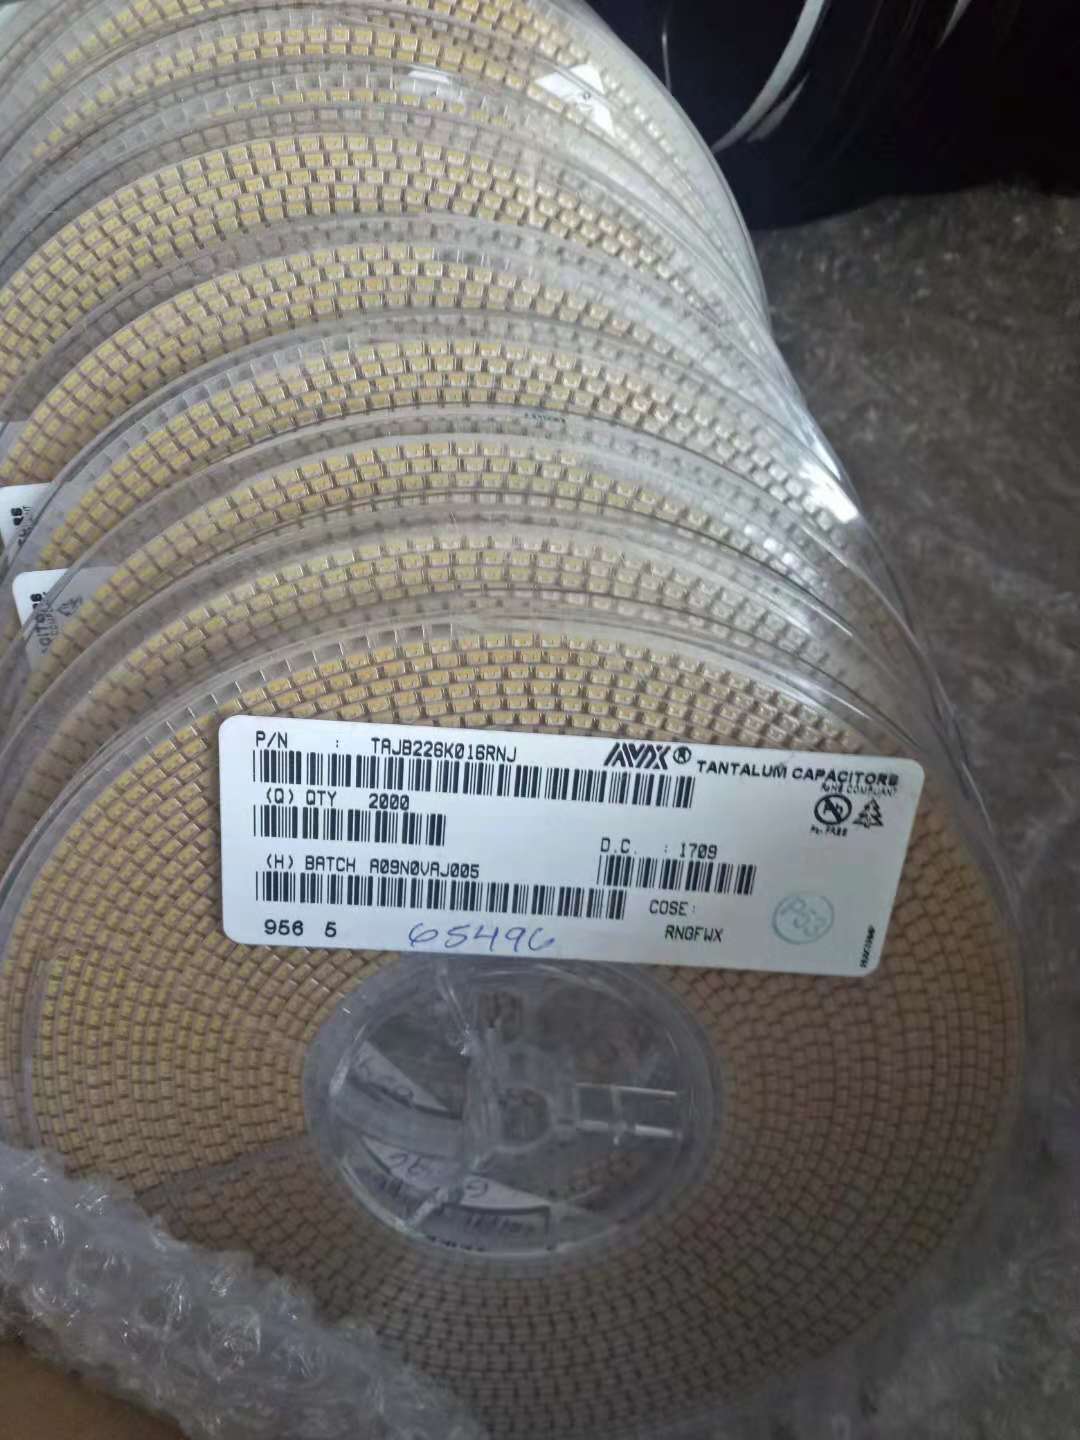 P/N : TAJB226K016RNJ
AVX ® TANTALUM CAPACITORS
RoHS COMPLIANT
(Q) QTY 2000
Pb-FREE
D.C. : 1709
(H) BATCH A09N0VAJ005
COSE:
P53
956 5
65496
RNGFWX